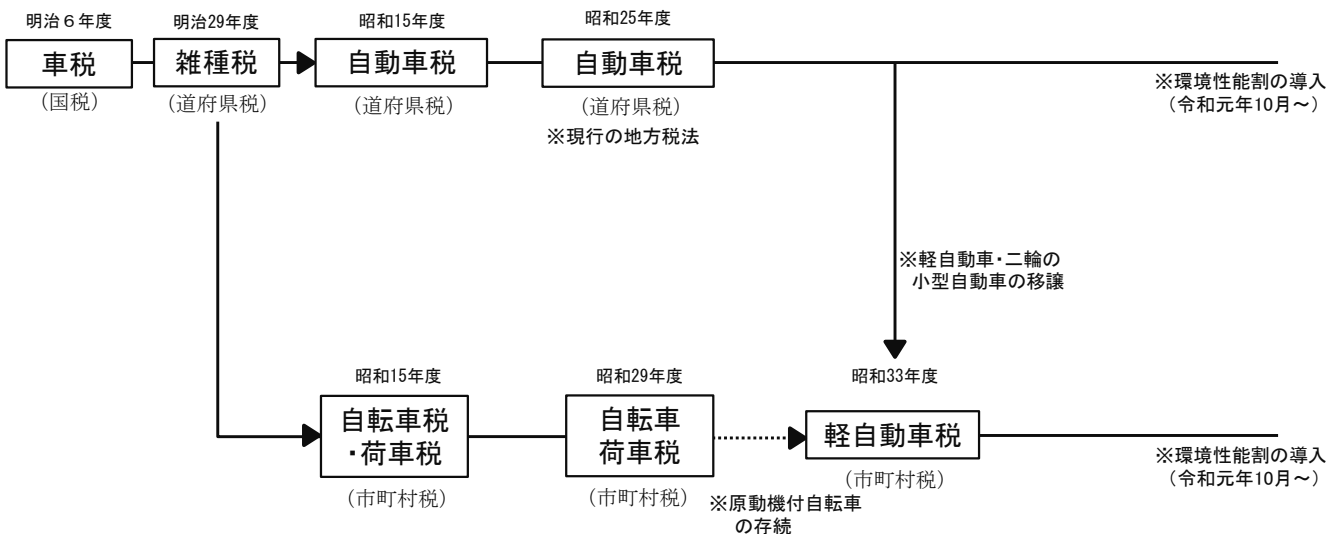 明治６年度
車税
(国税)
明治29年度
雑種税
(道府県税)
昭和15年度
自動車税
(道府県税)
昭和25年度
自動車税
(道府県税)
※現行の地方税法
※環境性能割の導入
（令和元年10月～）
※軽自動車・二輪の
小型自動車の移譲
昭和15年度
自転車税
・荷車税
(市町村税)
昭和29年度
自転車
荷車税
(市町村税)
※原動機付自転車
の存続
昭和33年度
軽自動車税
(市町村税)
※環境性能割の導入
（令和元年10月～）